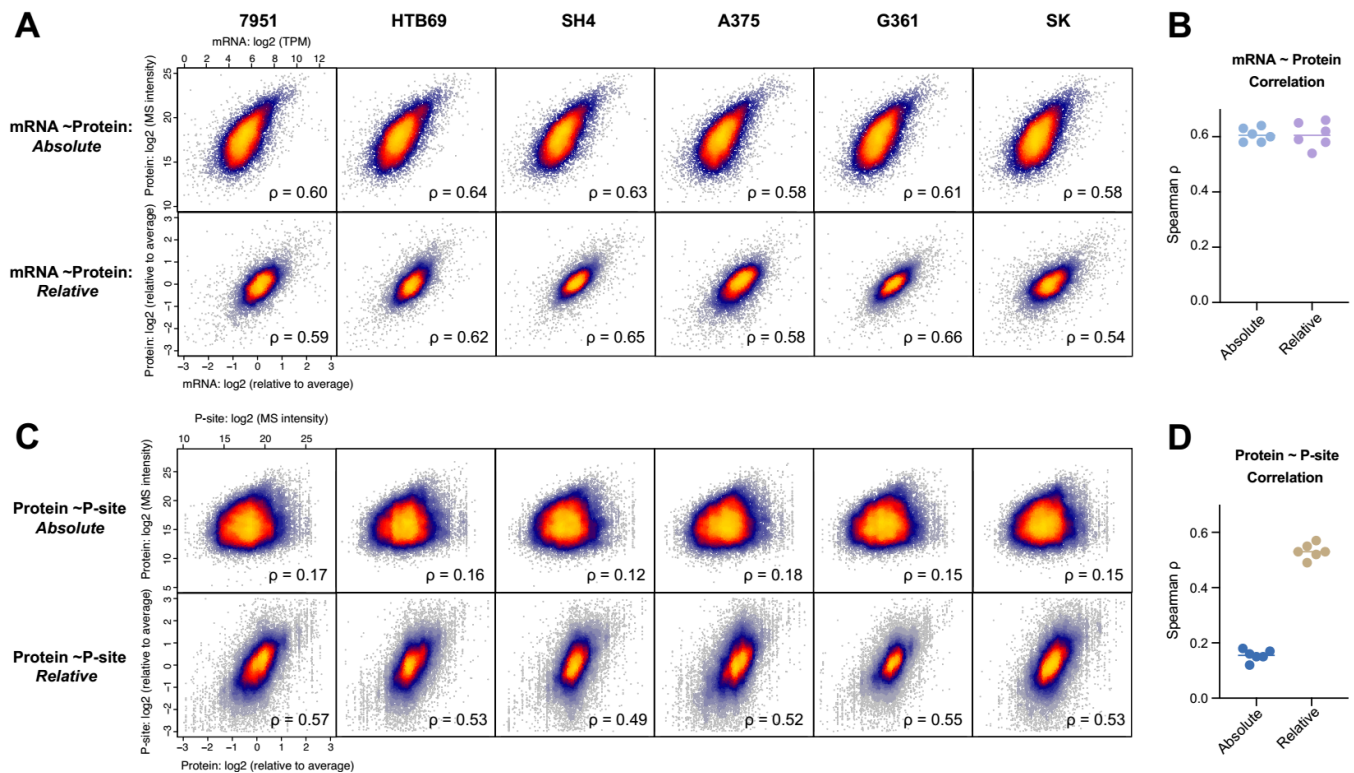 A
7951
HTB69
SH4
A375
G361
SK
mRNA: log2 (TPM)
0 2 4 6 8 10 12
mRNA ~Protein:
Absolute
Protein: log2 (MS intensity)
25
20
15
10
ρ = 0.60
ρ = 0.64
ρ = 0.63
ρ = 0.58
ρ = 0.61
ρ = 0.58
mRNA ~Protein:
Relative
Protein: log2 (relative to average)
3
2
1
0
−1
−2
−3
ρ = 0.59
ρ = 0.62
ρ = 0.65
ρ = 0.58
ρ = 0.66
ρ = 0.54
−3 −2 −1 0 1 2 3
mRNA: log2 (relative to average)
B
mRNA ~ Protein
Correlation
Spearman ρ
0.6
0.4
0.2
0.0
Absolute
Relative
C
P-site: log2 (MS intensity)
10 15 20 25
Protein ~P-site
Absolute
Protein: log2 (MS intensity)
25
20
15
10
5
ρ = 0.17
ρ = 0.16
ρ = 0.12
ρ = 0.18
ρ = 0.15
ρ = 0.15
Protein ~P-site
Relative
P-site: log2 (relative to average)
3
2
1
0
−1
−2
−3
ρ = 0.57
ρ = 0.53
ρ = 0.49
ρ = 0.52
ρ = 0.55
ρ = 0.53
−3 −2 −1 0 1 2 3
Protein: log2 (relative to average)
D
Protein ~ P-site
Correlation
Spearman ρ
0.6
0.4
0.2
0.0
Absolute
Relative